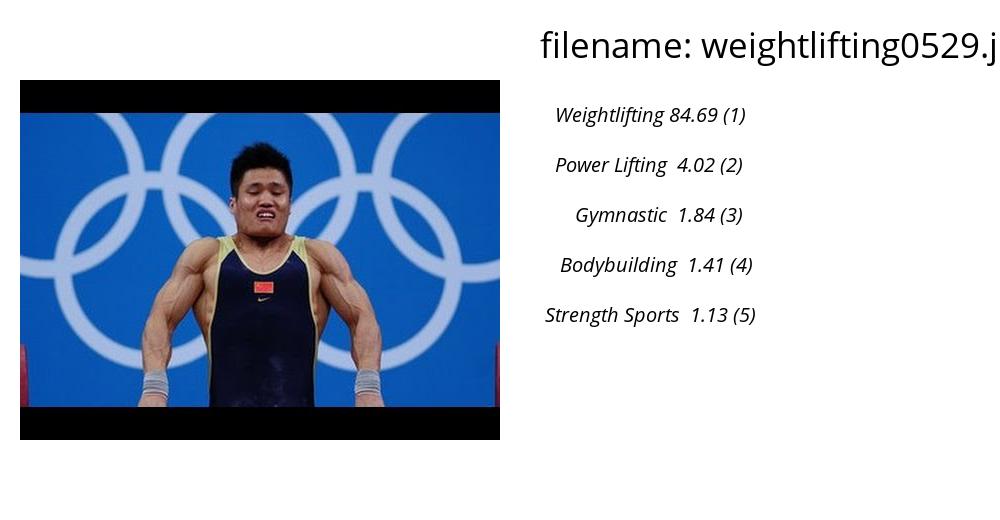 filename: weightlifting0529.j
Weightlifting 84.69 (1)
Power Lifting 4.02 (2)
Gymnastic 1.84 (3)
Bodybuilding 1.41 (4)
Strength Sports 1.13 (5)